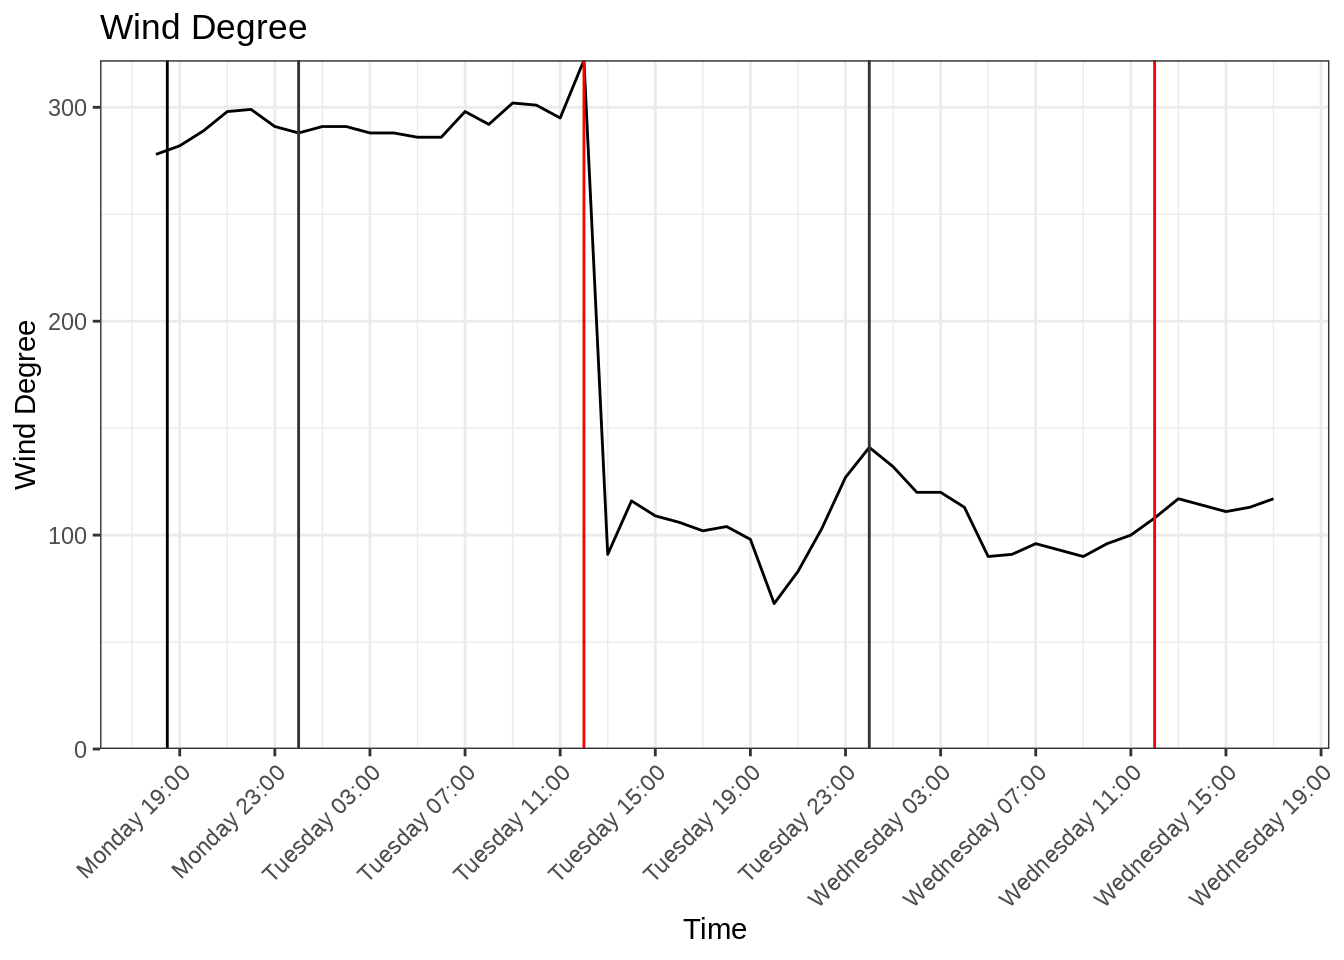 Wind Degree
Wind Degree
300
200
100
0
Monday 19:00
Monday 23:00
Tuesday 03:00
Tuesday 07:00
Tuesday 11:00
Tuesday 15:00
Tuesday 19:00
Tuesday 23:00
Wednesday 03:00
Wednesday 07:00
Wednesday 11:00
Wednesday 15:00
Wednesday 19:00
Time